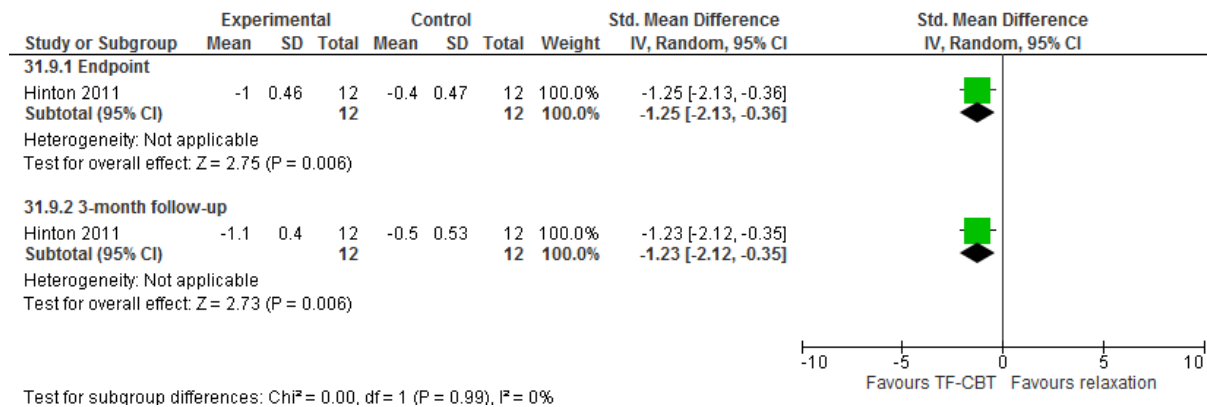 Experimental Control Std. Mean Difference Std. Mean Difference
Study or Subgroup Mean SD Total Mean SD Total Weight IV, Random, 95% CI IV, Random, 95% CI
31.9.1 Endpoint
Hinton 2011 -1 0.46 12 -0.4 0.47 12 100.0% -1.25 [-2.13, -0.36]
Subtotal (95% CI) 12 12 100.0% -1.25 [-2.13, -0.36]
Heterogeneity: Not applicable
Test for overall effect: Z = 2.75 (P = 0.006)
31.9.2 3-month follow-up
Hinton 2011 -1.1 0.4 12 -0.5 0.53 12 100.0% -1.23 [-2.12, -0.35]
Subtotal (95% CI) 12 12 100.0% -1.23 [-2.12, -0.35]
Heterogeneity: Not applicable
Test for overall effect: Z = 2.73 (P = 0.006)
-10 -5 0 5 10
Favours TF-CBT Favours relaxation
Test for subgroup differences: Chi² = 0.00, df = 1 (P = 0.99), I² = 0%